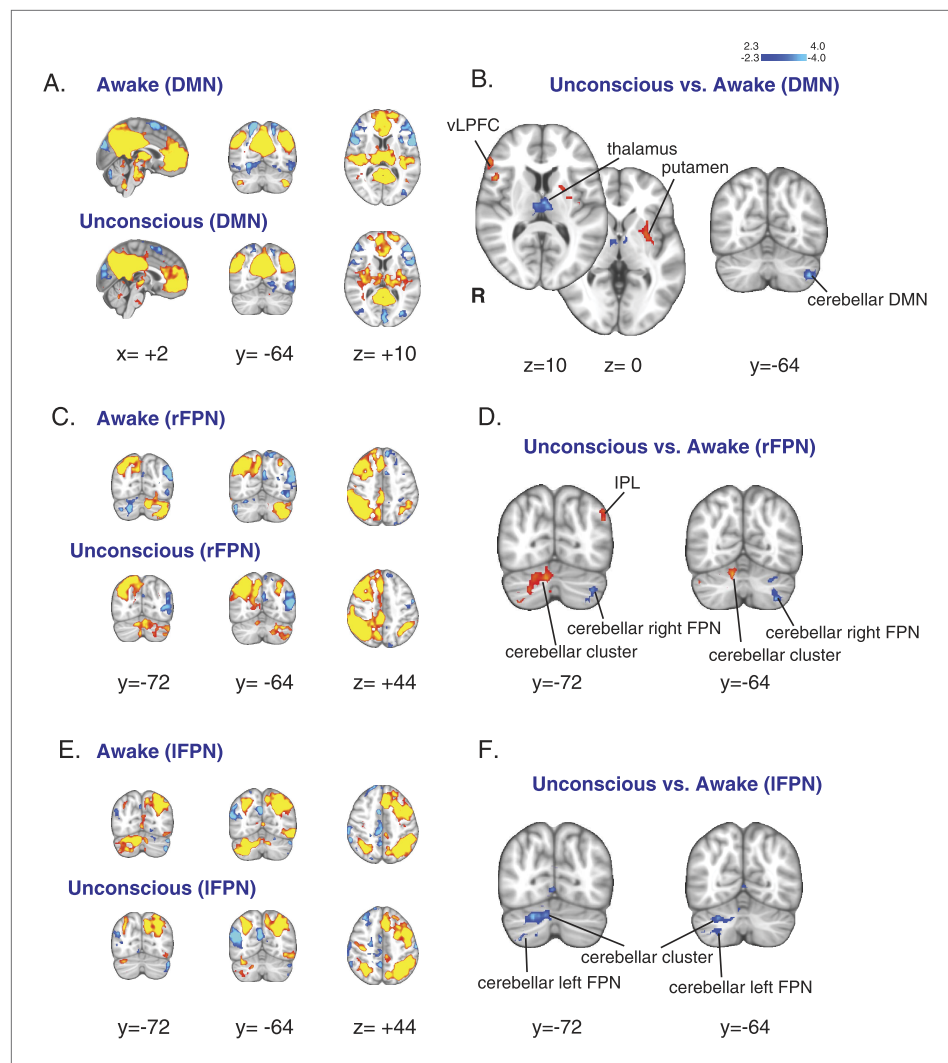 A.
Awake (DMN)
Unconscious (DMN)
x= +2
y= -64
z= +10
2.3 4.0
-2.3 -4.0
B.
Unconscious vs. Awake (DMN)
vLPFC
thalamus
putamen
R
cerebellar DMN
z=10
z= 0
y=-64
C.
Awake (rFPN)
Unconscious (rFPN)
y=-72
y= -64
z= +44
D.
Unconscious vs. Awake (rFPN)
IPL
cerebellar right FPN
cerebellar cluster
cerebellar right FPN
cerebellar cluster
y=-72
y=-64
E.
Awake (lFPN)
Unconscious (lFPN)
y=-72
y= -64
z= +44
F.
Unconscious vs. Awake (lFPN)
cerebellar cluster
cerebellar left FPN
cerebellar left FPN
y=-72
y=-64